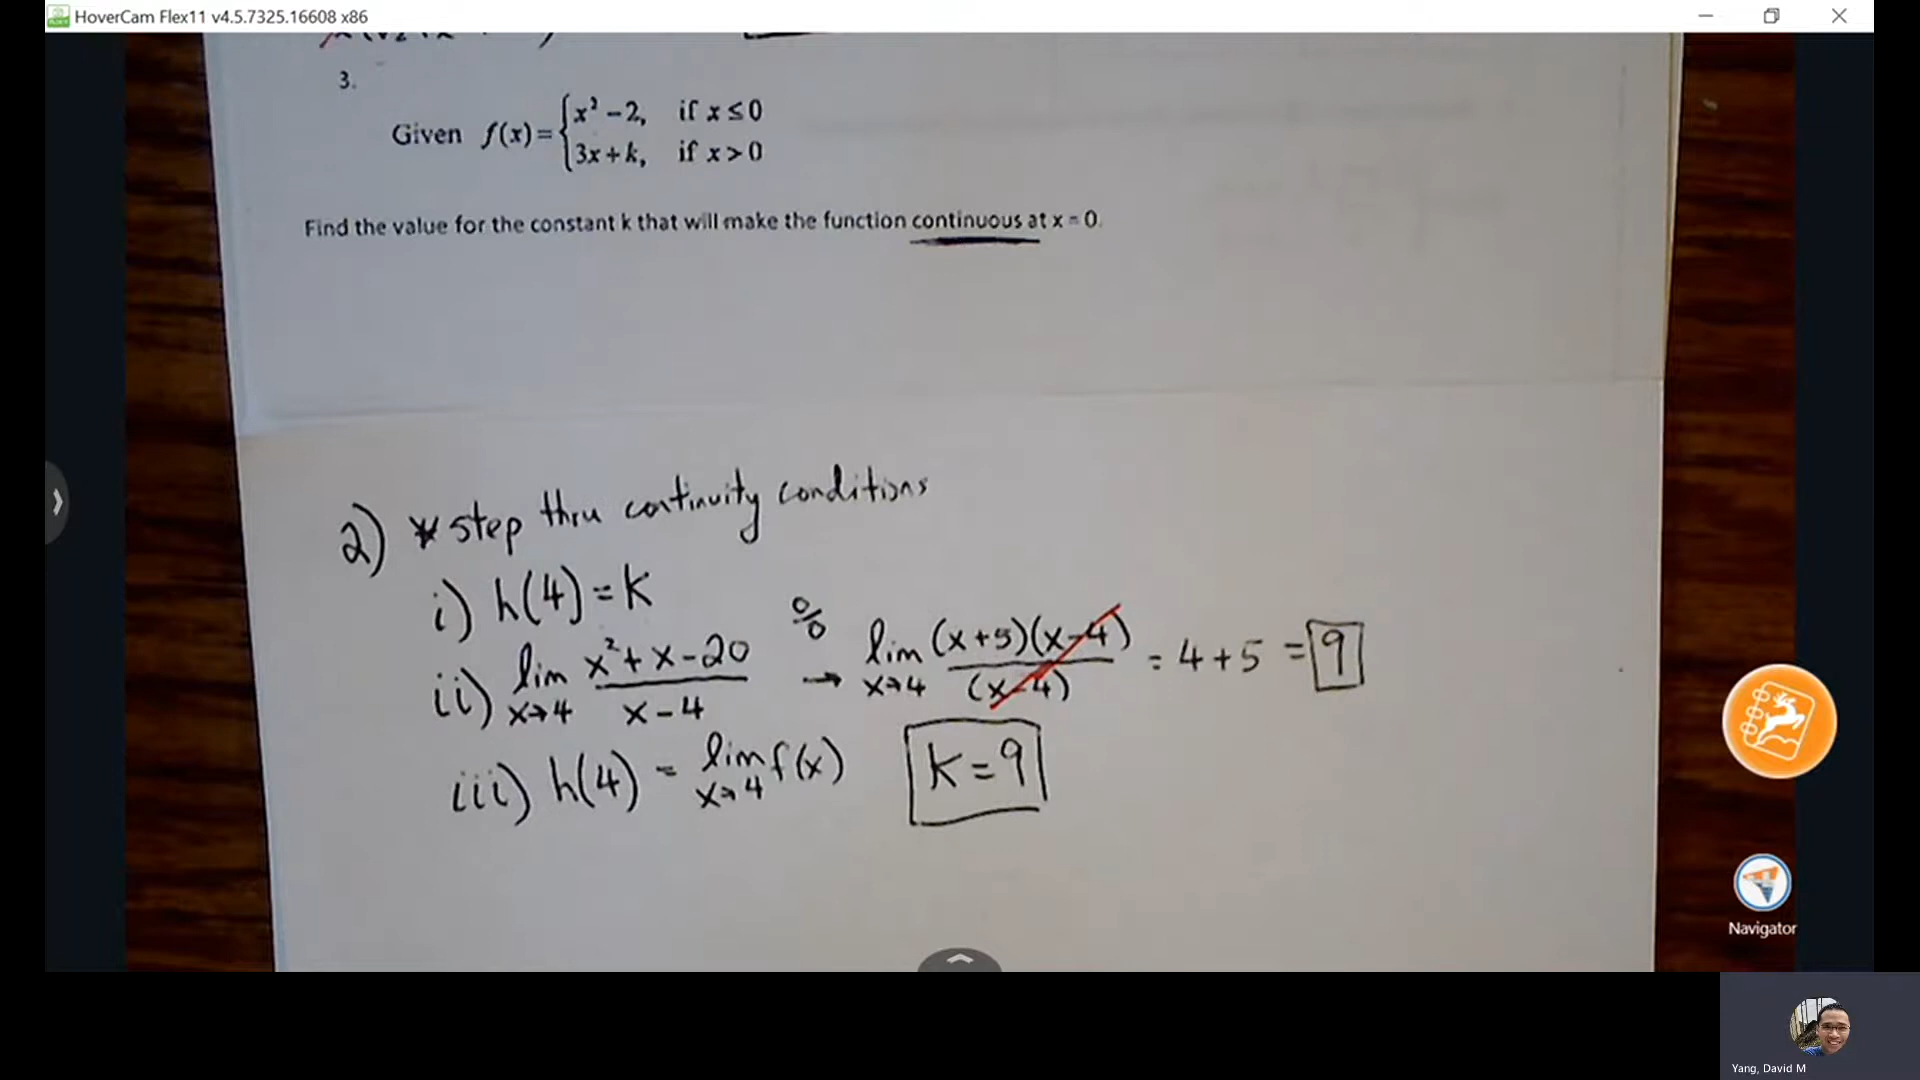 HoverCam Flex11 v4.5.7325.16608 x86
3.
Given f(x) = { x² - 2, if x ≤ 0
3x + k, if x > 0
Find the value for the constant k that will make the function continuous at x = 0.
2) * step thru continuity conditions
i) h(4) = k
ii) lim x→4 x² + x - 20 / x - 4 0/0 → lim x→4 (x+5)(x-4) / (x-4) = 4 + 5 = 9
iii) h(4) = lim x→4 f(x) k = 9
Navigator
Yang, David M